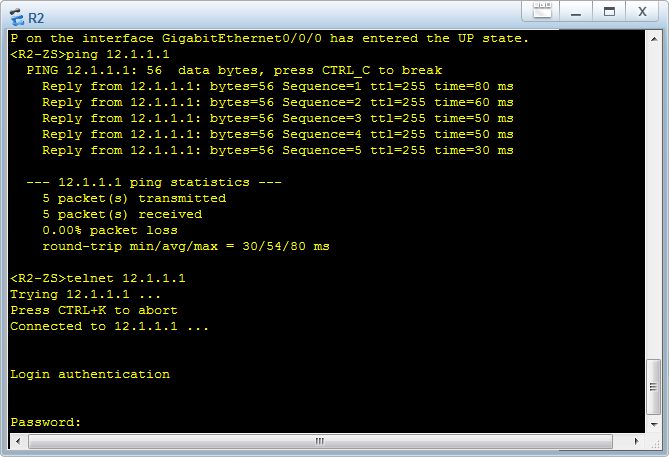 R2
P on the interface GigabitEthernet0/0/0 has entered the UP state.
<R2-ZS>ping 12.1.1.1
PING 12.1.1.1: 56  data bytes, press CTRL_C to break
Reply from 12.1.1.1: bytes=56 Sequence=1 ttl=255 time=80 ms
Reply from 12.1.1.1: bytes=56 Sequence=2 ttl=255 time=60 ms
Reply from 12.1.1.1: bytes=56 Sequence=3 ttl=255 time=50 ms
Reply from 12.1.1.1: bytes=56 Sequence=4 ttl=255 time=50 ms
Reply from 12.1.1.1: bytes=56 Sequence=5 ttl=255 time=30 ms
--- 12.1.1.1 ping statistics ---
5 packet(s) transmitted
5 packet(s) received
0.00% packet loss
round-trip min/avg/max = 30/54/80 ms
<R2-ZS>telnet 12.1.1.1
Trying 12.1.1.1 ...
Press CTRL+K to abort
Connected to 12.1.1.1 ...
Login authentication
Password: